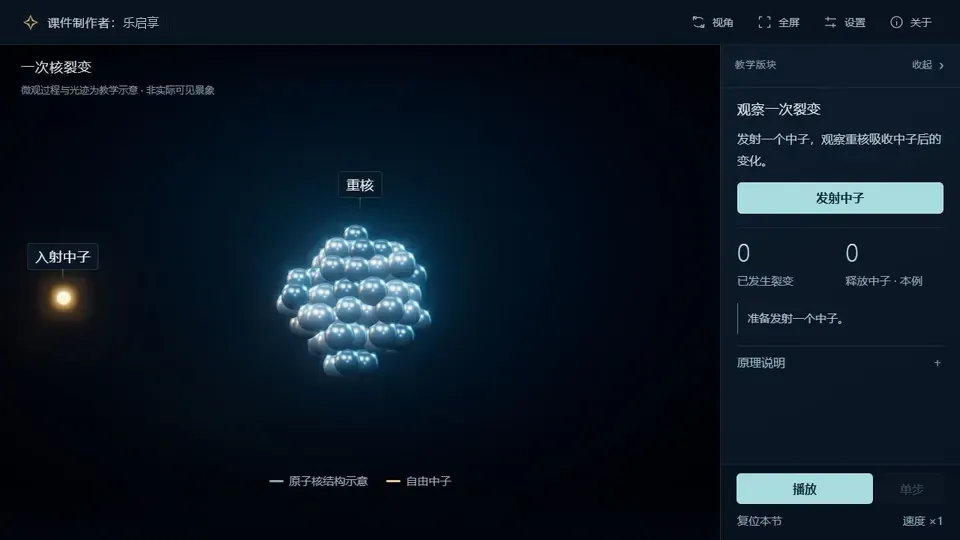 课件制作者：乐启享
视角
全屏
设置
关于
一次核裂变
微观过程与光迹为教学示意 · 非实际可见景象
重核
入射中子
原子核结构示意
自由中子
教学版块
收起
观察一次裂变
发射一个中子，观察重核吸收中子后的
变化。
发射中子
0
0
已发生裂变
释放中子 · 本例
准备发射一个中子。
原理说明 +
播放
单步
复位本节
速度 ×1